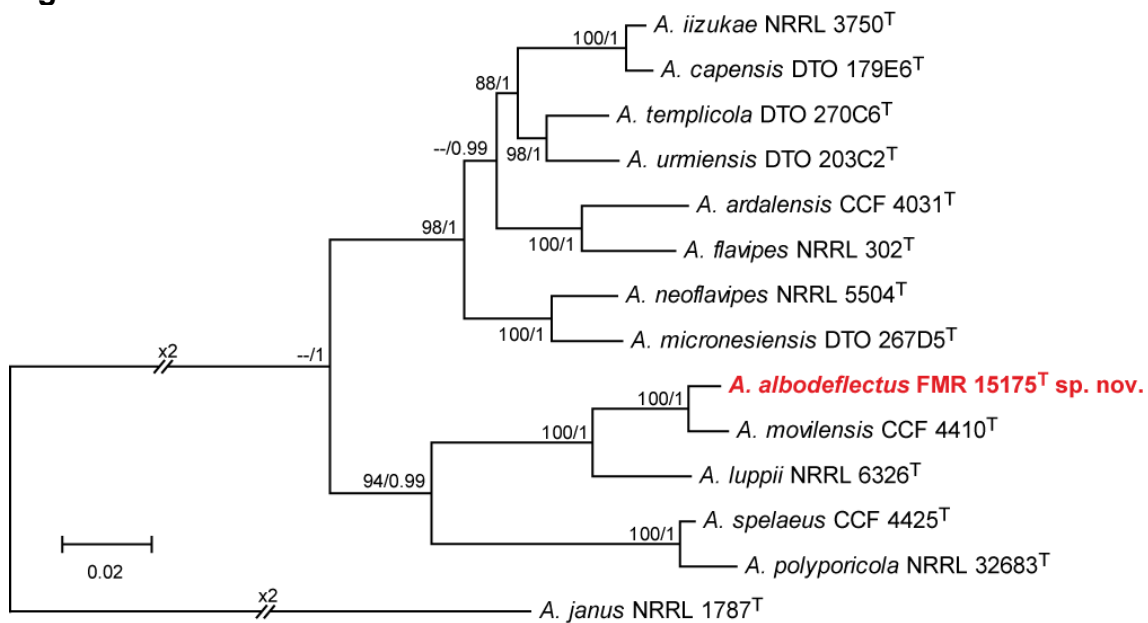 100/1
A. iizukae NRRL 3750ᵀ
A. capensis DTO 179E6ᵀ
88/1
A. templicola DTO 270C6ᵀ
98/1
A. urmiensis DTO 203C2ᵀ
--/0.99
A. ardalensis CCF 4031ᵀ
100/1
A. flavipes NRRL 302ᵀ
98/1
A. neoflavipes NRRL 5504ᵀ
100/1
A. micronesiensis DTO 267D5ᵀ
x2
--/1
A. albodeflectus FMR 15175ᵀ sp. nov.
100/1
A. movilensis CCF 4410ᵀ
100/1
A. luppii NRRL 6326ᵀ
94/0.99
A. spelaeus CCF 4425ᵀ
100/1
A. polyporicola NRRL 32683ᵀ
0.02
x2
A. janus NRRL 1787ᵀ